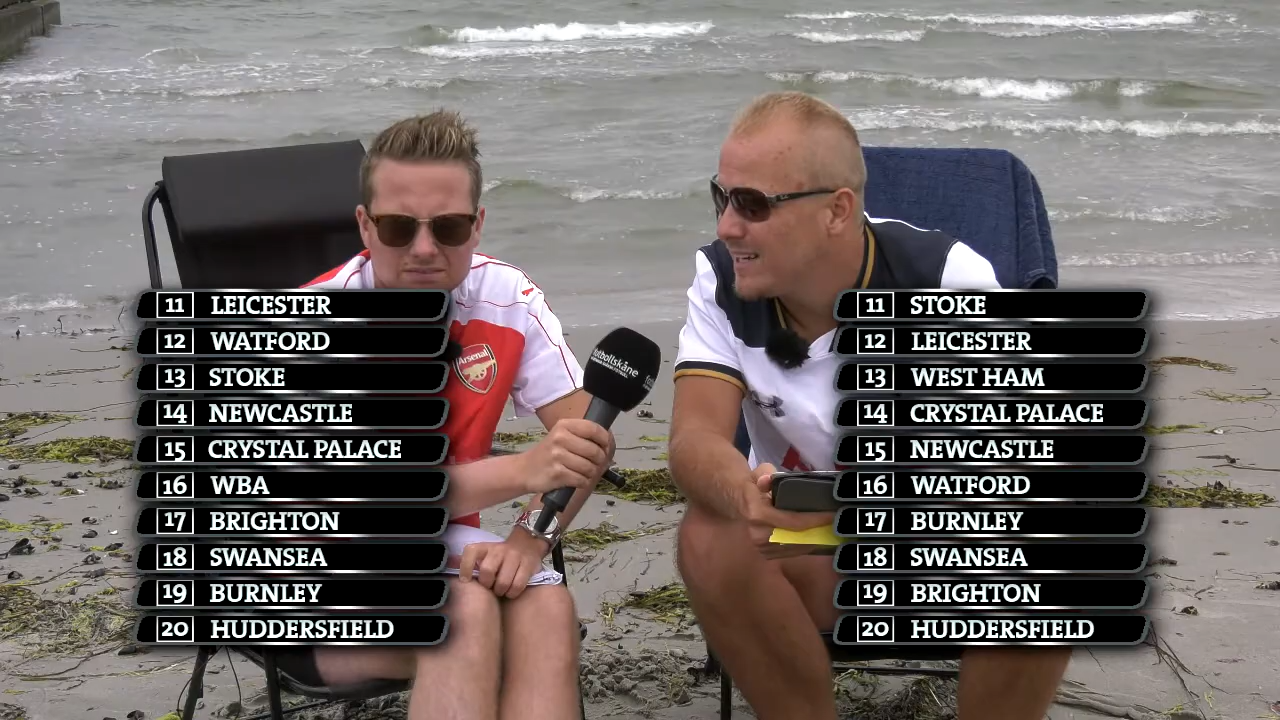 11 LEICESTER
12 WATFORD
13 STOKE
14 NEWCASTLE
15 CRYSTAL PALACE
16 WBA
17 BRIGHTON
18 SWANSEA
19 BURNLEY
20 HUDDERSFIELD
Arsenal
fotbollskåne
11 STOKE
12 LEICESTER
13 WEST HAM
14 CRYSTAL PALACE
15 NEWCASTLE
16 WATFORD
17 BURNLEY
18 SWANSEA
19 BRIGHTON
20 HUDDERSFIELD